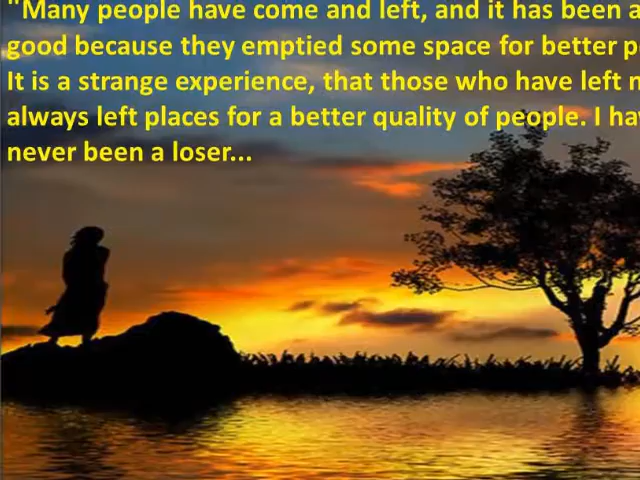 "Many people have come and left, and it has been a
good because they emptied some space for better p
It is a strange experience, that those who have left
always left places for a better quality of people. I
never been a loser...